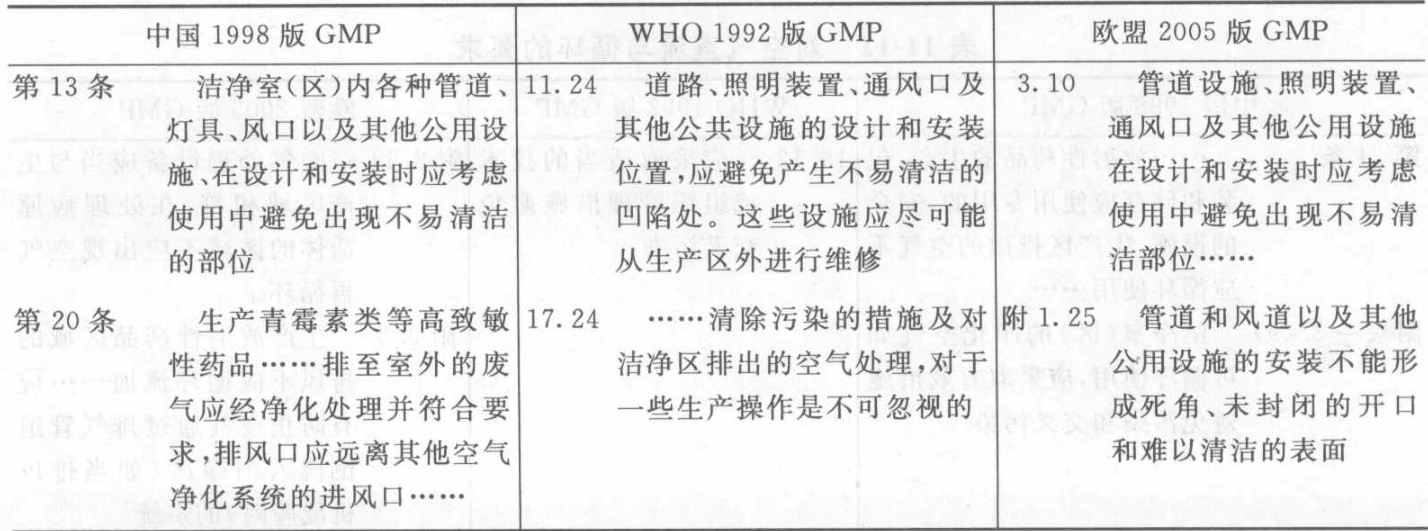 中国 1998 版 GMP
WHO 1992 版 GMP
欧盟 2005 版 GMP
第 13 条 洁净室(区)内各种管道、
灯具、风口以及其他公用设
施,在设计和安装时应考虑
使用中避免出现不易清洁
的部位
11.24 道路、照明装置、通风口及
其他公共设施的设计和安装
位置,应避免产生不易清洁的
凹陷处。这些设施应尽可能
从生产区外进行维修
3.10 管道设施、照明装置、
通风口及其他公用设施
在设计和安装时应考虑
使用中避免出现不易清
洁部位……
第 20 条 生产青霉素类等高致敏
性药品……排至室外的废
气应经净化处理并符合要
求,排风口应远离其他空气
净化系统的进风口……
17.24 ……清除污染的措施及对
洁净区排出的空气处理,对于
一些生产操作是不可忽视的
附 1.25 管道和风道以及其他
公用设施的安装不能形
成死角、未封闭的开口
和难以清洁的表面